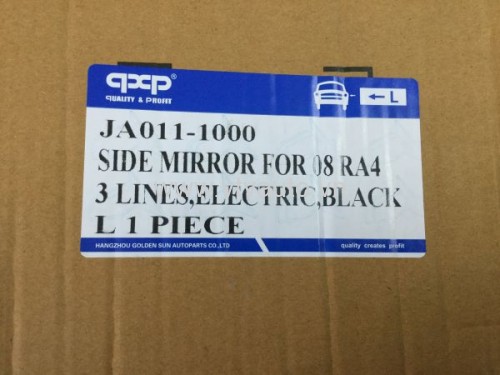 qxp®
QUALITY & PROFIT
L
JA011-1000
SIDE MIRROR FOR 08 RA4
3 LINES,ELECTRIC,BLACK
L 1 PIECE
HANGZHOU GOLDEN SUN AUTOPARTS CO.,LTD
quality creates profit